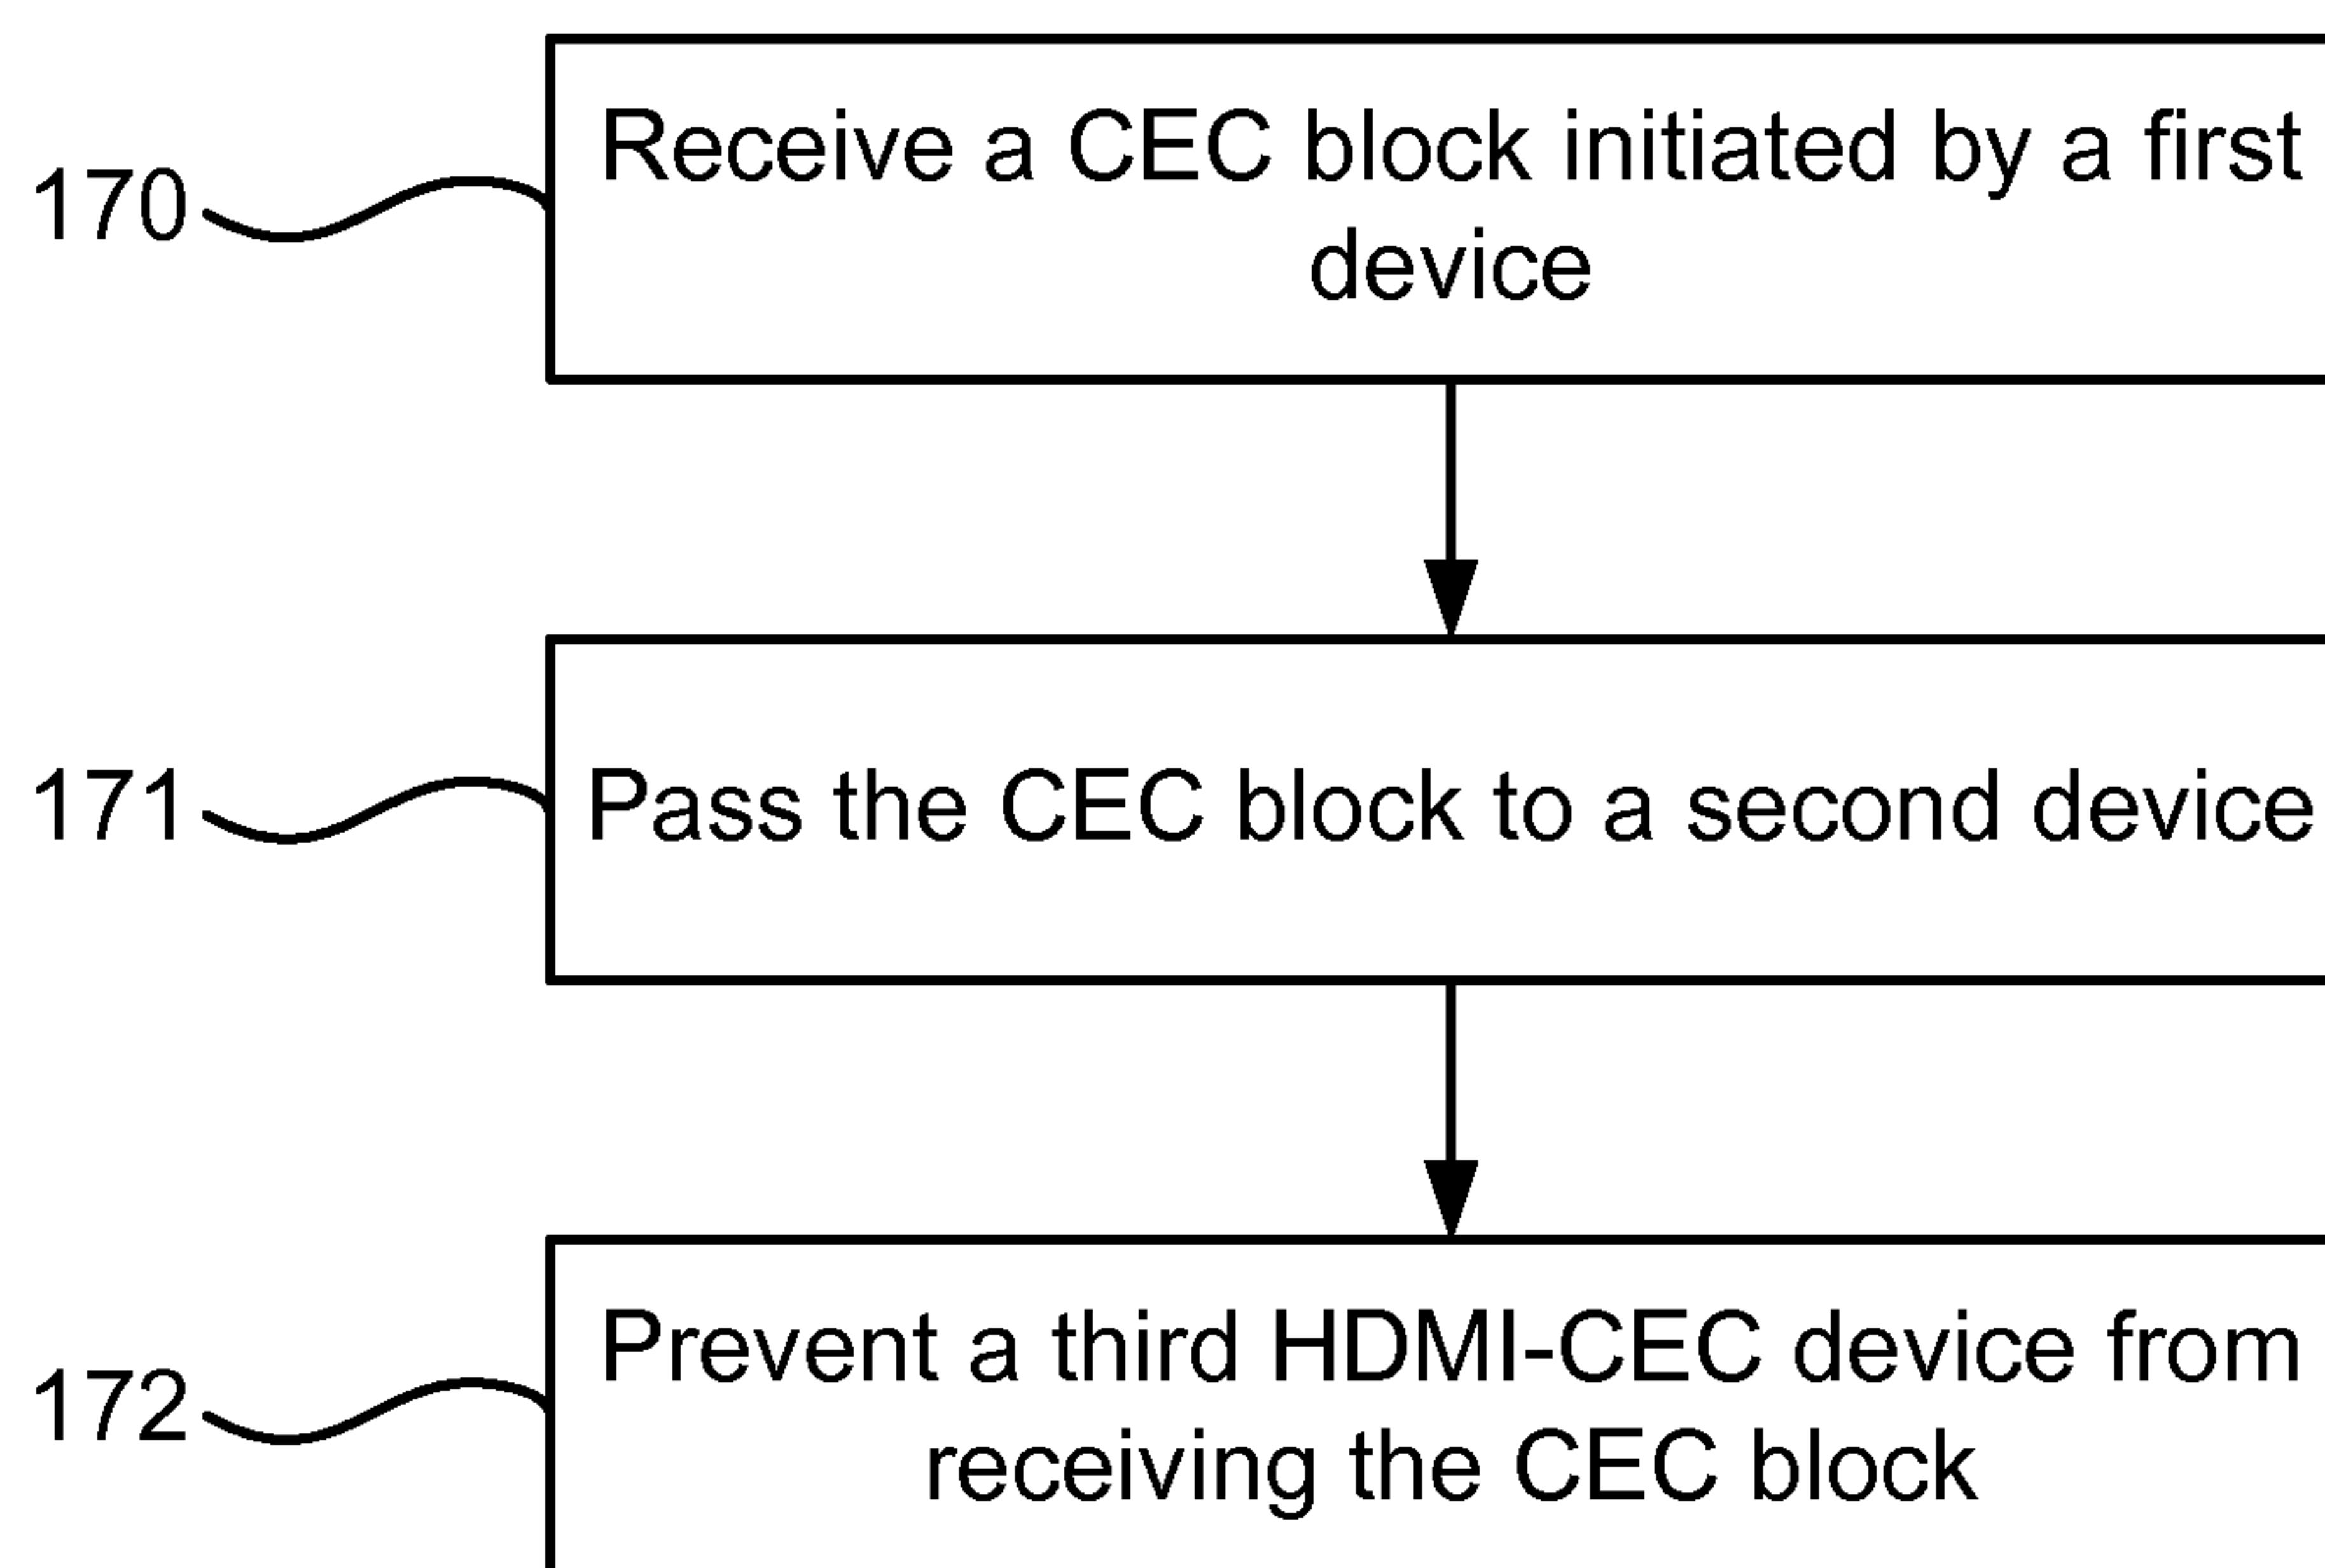 170
Receive a CEC block initiated by a first
device
171
Pass the CEC block to a second device
172
Prevent a third HDMI-CEC device from
receiving the CEC block